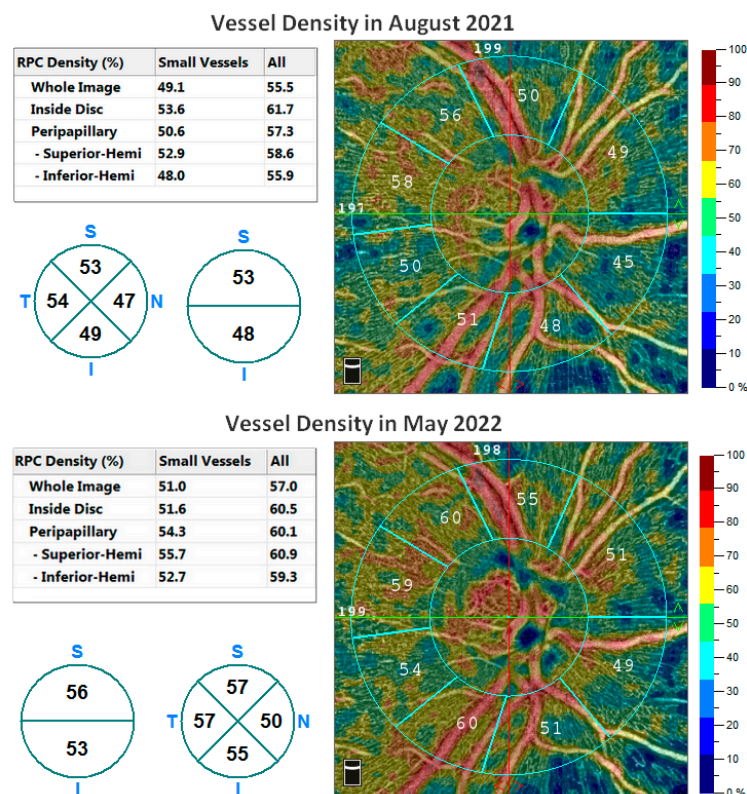 Vessel Density in August 2021
RPC Density (%) Small Vessels All
Whole Image 49.1 55.5
Inside Disc 53.6 61.7
Peripapillary 50.6 57.3
- Superior-Hemi 52.9 58.6
- Inferior-Hemi 48.0 55.9
S
53
T 54 47 N
49
I
S
53
48
I
199
50
56
49
58
197
50
45
51
48
100
90
80
70
60
50
40
30
20
10
0 %
Vessel Density in May 2022
RPC Density (%) Small Vessels All
Whole Image 51.0 57.0
Inside Disc 51.6 60.5
Peripapillary 54.3 60.1
- Superior-Hemi 55.7 60.9
- Inferior-Hemi 52.7 59.3
S
56
53
I
S
57
T 57 50 N
55
I
198
55
60
51
59
199
54
49
60
51
100
90
80
70
60
50
40
30
20
10
0 %